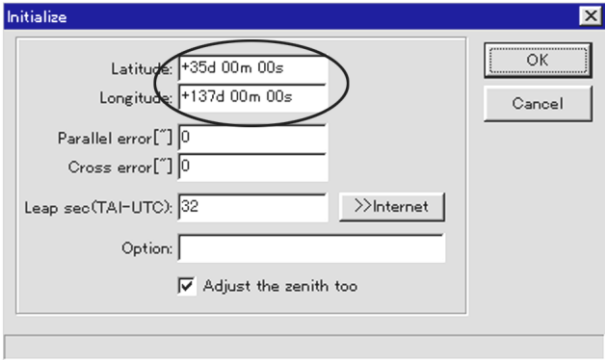 Initialize
Latitude: +35d 00m 00s
OK
Longitude: +137d 00m 00s
Cancel
Parallel error[″] 0
Cross error[″] 0
Leap sec(TAI-UTC): 32 >>Internet
Option:
Adjust the zenith too